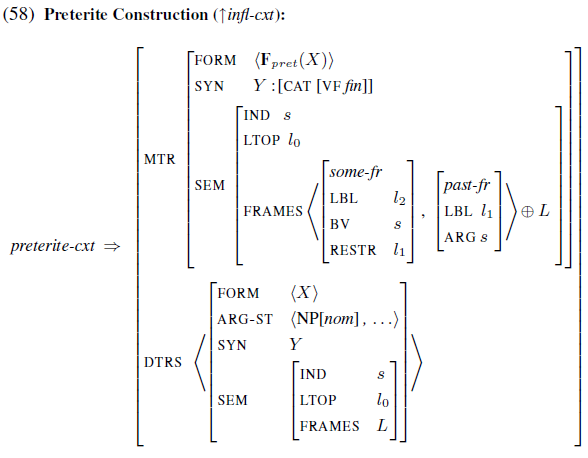 (58) Preterite Construction (↑infl-cxt):
FORM ⟨F_pret(X)⟩
SYN Y :[CAT [VF fin]]
IND s
LTOP l0
MTR
some-fr
past-fr
SEM
LBL l2
FRAMES , LBL l1 ⊕ L
BV s
ARG s
RESTR l1
preterite-cxt ⇒
FORM ⟨X⟩
ARG-ST ⟨NP[nom], ...⟩
SYN Y
DTRS
IND s
SEM LTOP l0
FRAMES L